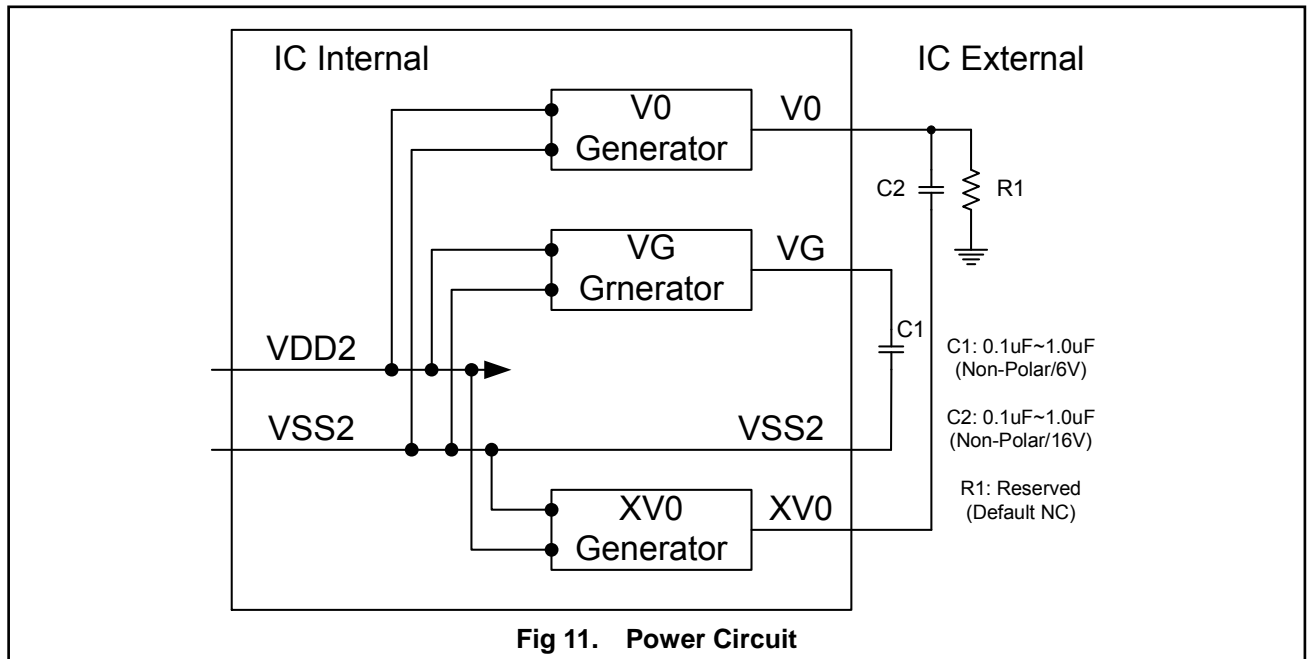 IC Internal
IC External
V0
Generator
V0
C2
R1
VG
Grnerator
VG
C1
VDD2
C1: 0.1uF~1.0uF
(Non-Polar/6V)
VSS2
VSS2
C2: 0.1uF~1.0uF
(Non-Polar/16V)
XV0
Generator
XV0
R1: Reserved
(Default NC)
Fig 11. Power Circuit